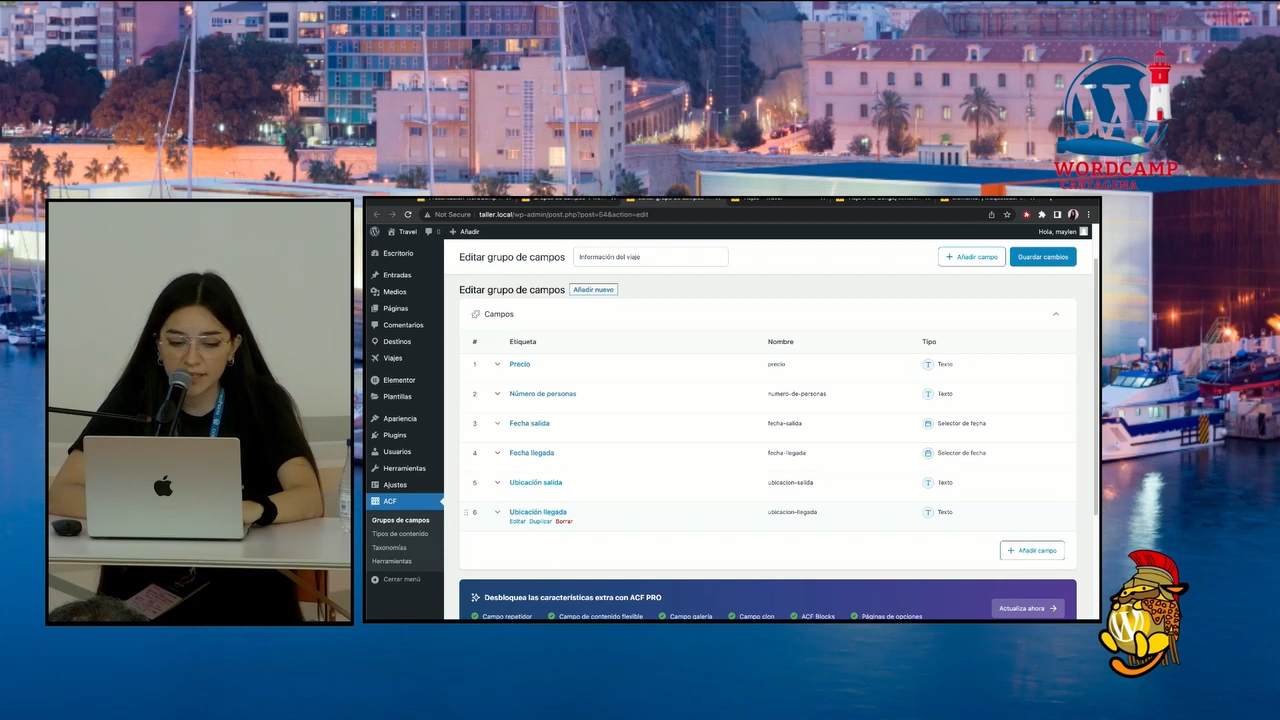 WORDCAMP
CARTAGENA
Not Secure
taller.local/wp-admin/post.php?post=54&action=edit
Travel
0
Añadir
Hola, maylen
Escritorio
Entradas
Medios
Páginas
Comentarios
Destinos
Viajes
Elementor
Plantillas
Apariencia
Plugins
Usuarios
Herramientas
Ajustes
ACF
Grupos de campos
Tipos de contenido
Taxonomías
Herramientas
Cerrar menú
Editar grupo de campos
Información del viaje
+ Añadir campo
Guardar cambios
Editar grupo de campos
Añadir nuevo
Campos
# Etiqueta Nombre Tipo
1 Precio precio Texto
2 Número de personas numero-de-personas Texto
3 Fecha salida fecha-salida Selector de fecha
4 Fecha llegada fecha-llegada Selector de fecha
5 Ubicación salida ubicacion-salida Texto
6 Ubicación llegada ubicacion-llegada Texto
Editar Duplicar Borrar
+ Añadir campo
Desbloquea las características extra con ACF PRO
Actualiza ahora →
Campo repetidor Campo de contenido flexible Campo galería Campo clon ACF Blocks Páginas de opciones